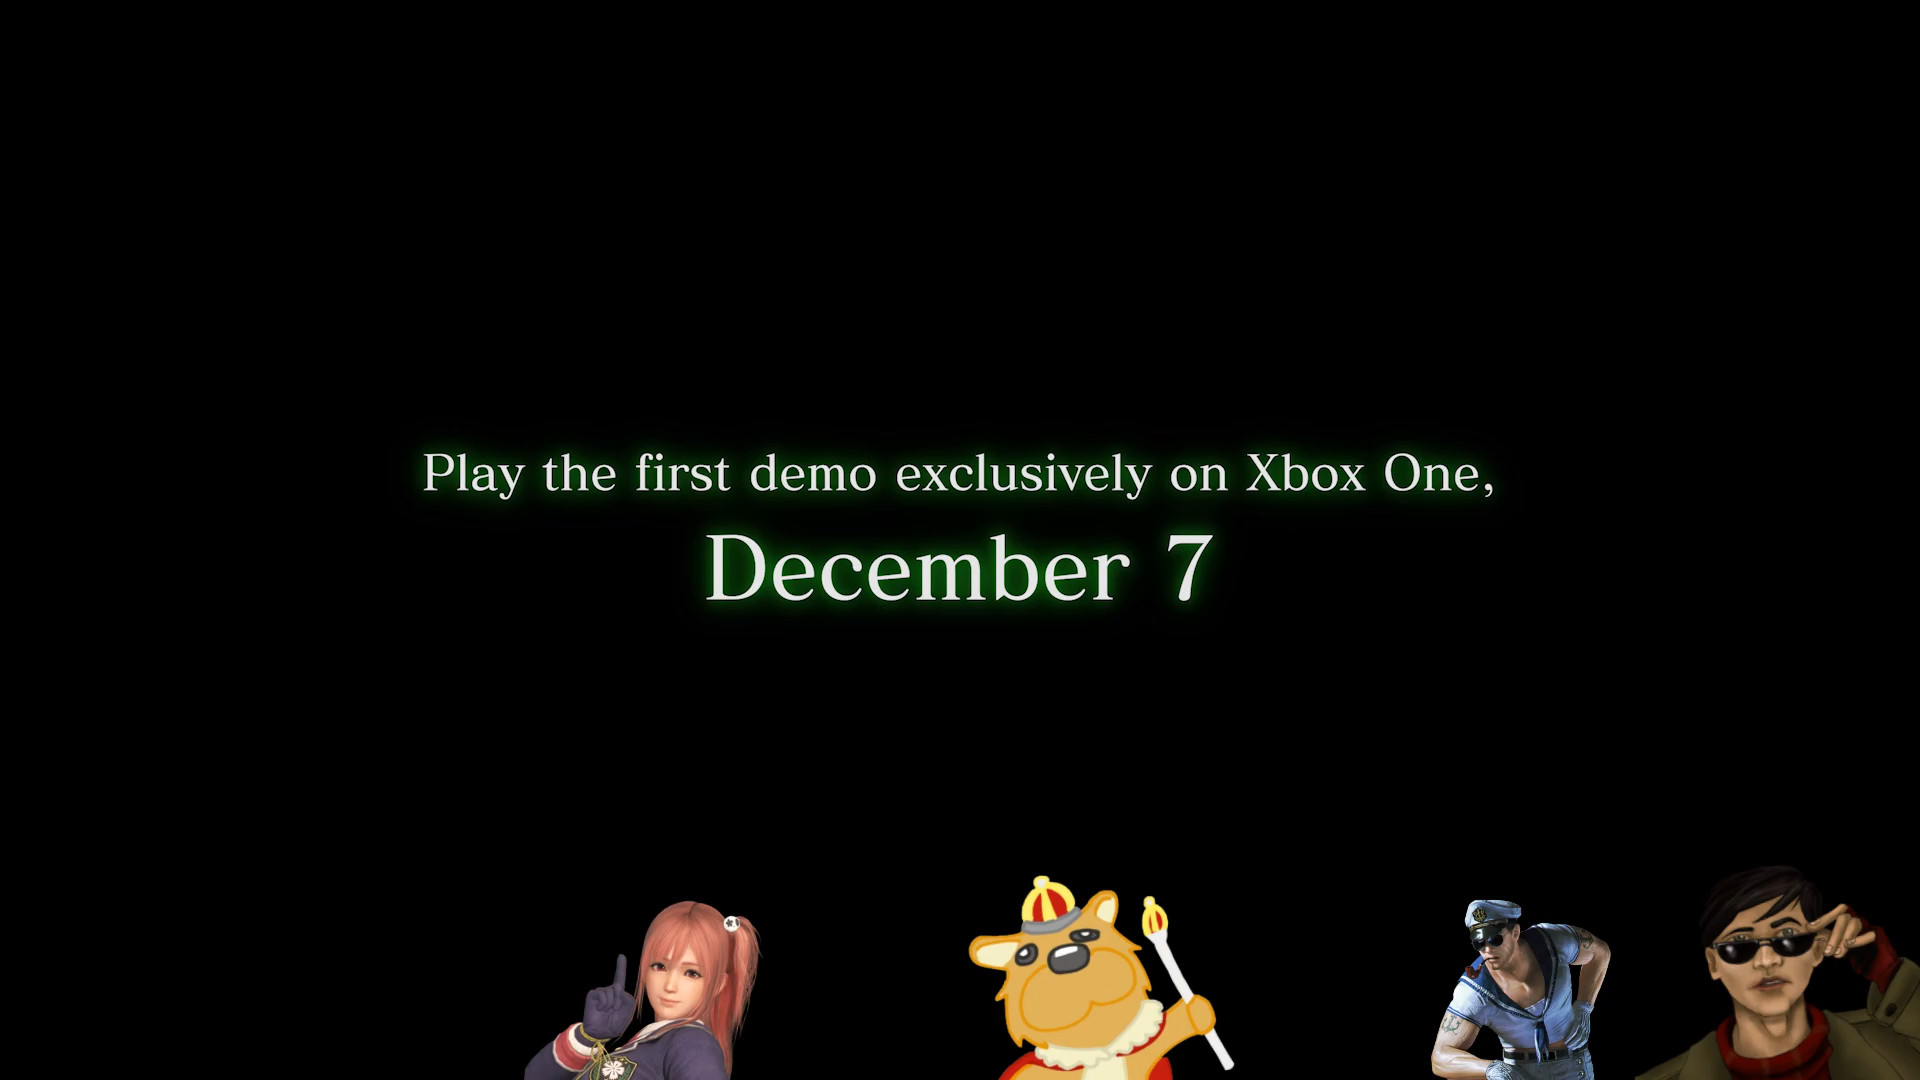 Play the first demo exclusively on Xbox One,
December 7